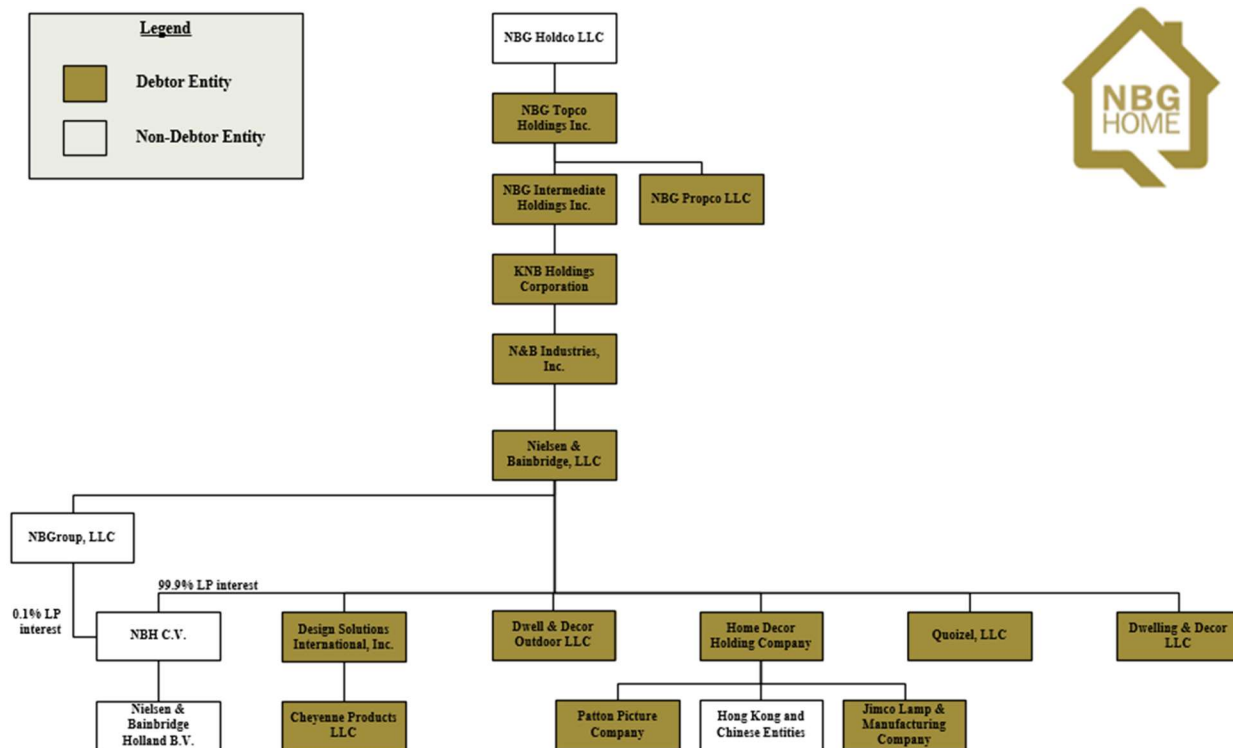 Legend
Debtor Entity
Non-Debtor Entity
NBG Holdco LLC
NBG
HOME
NBG Topco
Holdings Inc.
NBG Intermediate
Holdings Inc.
NBG Propco LLC
KNB Holdings
Corporation
N&B Industries,
Inc.
Nielsen &
Bainbridge, LLC
NBGroup, LLC
99.9% LP interest
0.1% LP
interest
NBH C.V.
Design Solutions
International, Inc.
Dwell & Decor
Outdoor LLC
Home Decor
Holding Company
Quoizel, LLC
Dwelling & Decor
LLC
Nielsen &
Bainbridge
Holland B.V.
Cheyenne Products
LLC
Patton Picture
Company
Hong Kong and
Chinese Entities
Jimco Lamp &
Manufacturing
Company